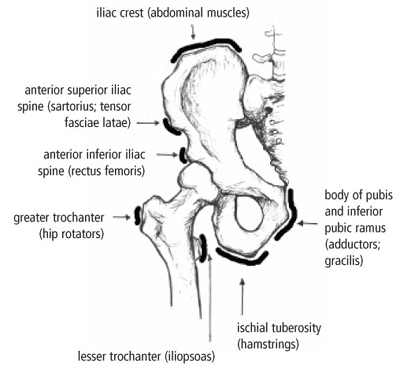 iliac crest (abdominal muscles)
anterior superior iliac
spine (sartorius; tensor
fasciae latae)
anterior inferior iliac
spine (rectus femoris)
greater trochanter
(hip rotators)
body of pubis
and inferior
pubic ramus
(adductors;
gracilis)
ischial tuberosity
(hamstrings)
lesser trochanter (iliopsoas)